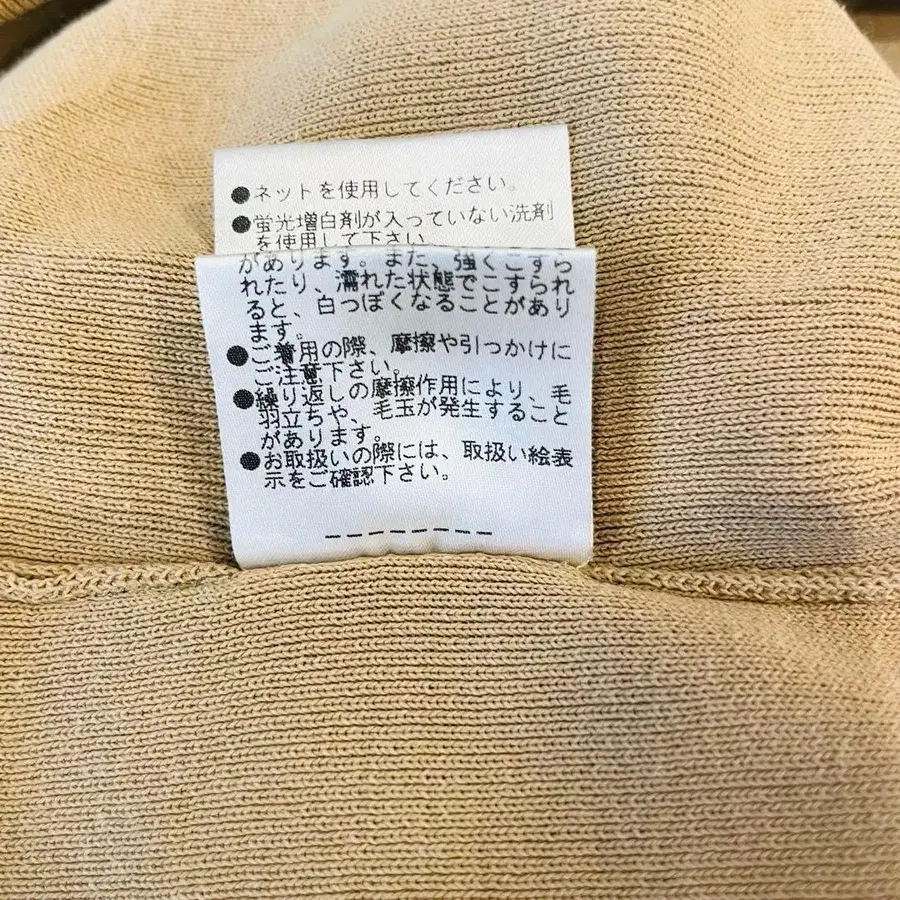 ●ネットを使用してください。
●蛍光増白剤が入っていない洗剤
を使用して下さい。
があります。また、強くこすら
れたり、濡れた状態でこすられ
ると、白っぽくなることがあり
ます。
●ご着用の際、摩擦や引っかけに
ご注意下さい。
●繰り返しの摩擦作用により、毛
羽立ちや、毛玉が発生すること
があります。
●お取扱いの際には、取扱い絵表
示をご確認下さい。
--------